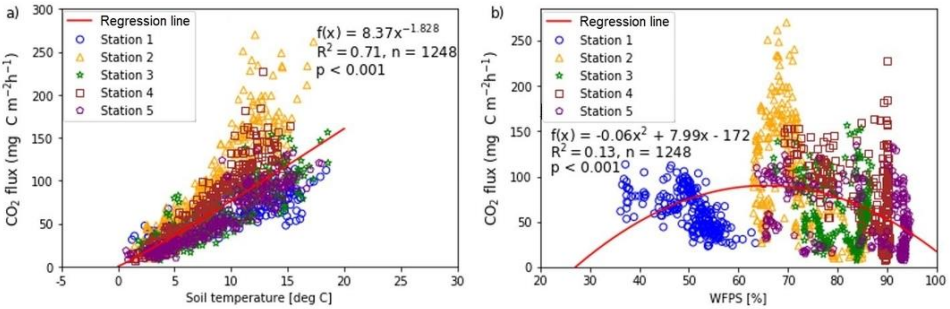 a)
CO₂ flux (mg C m⁻²h⁻¹)
300
250
200
150
100
50
0
Regression line
Station 1
Station 2
Station 3
Station 4
Station 5
f(x) = 8.37x⁻¹·⁸²⁸
R² = 0.71, n = 1248
p < 0.001
-5 0 5 10 15 20 25 30
Soil temperature [deg C]
b)
CO₂ flux (mg C m⁻²h⁻¹)
250
200
150
100
50
0
Regression line
Station 1
Station 2
Station 3
Station 4
Station 5
f(x) = -0.06x² + 7.99x - 172
R² = 0.13, n = 1248
p < 0.001
20 30 40 50 60 70 80 90 100
WFPS [%]